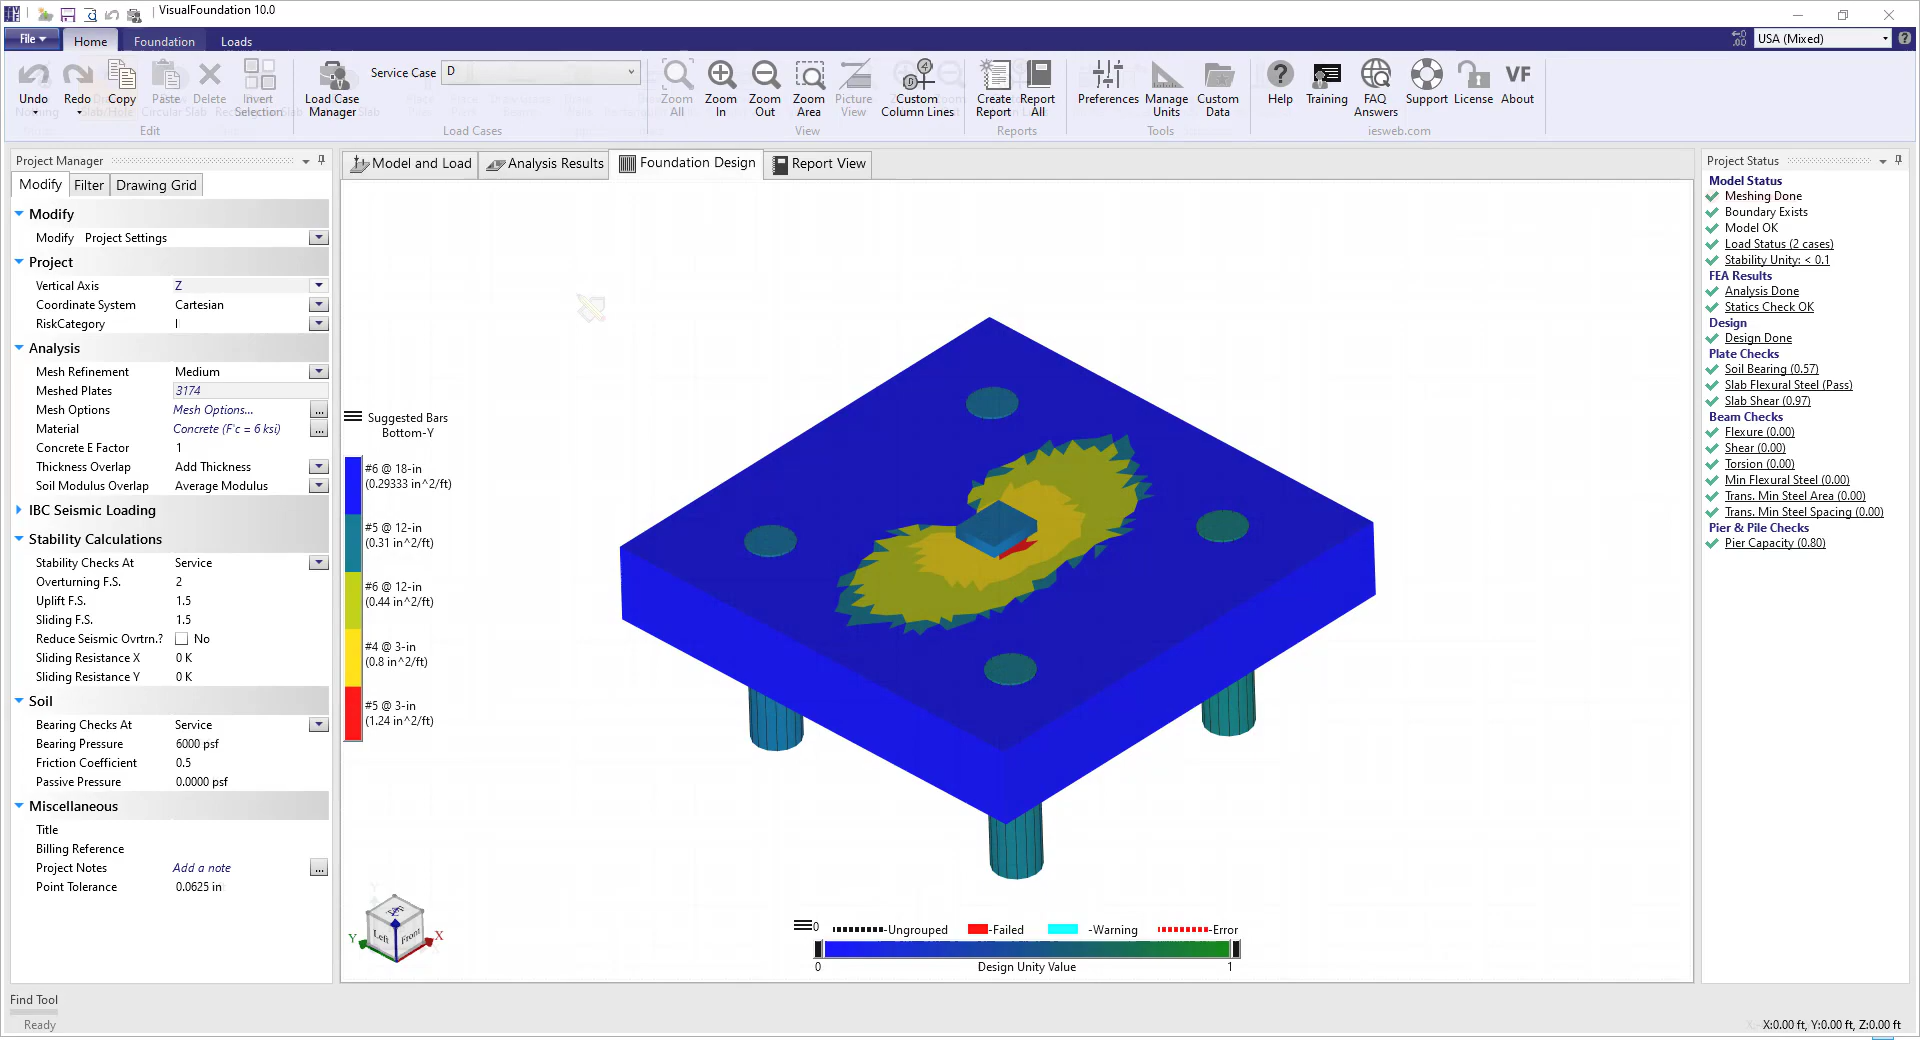 VisualFoundation 10.0
File Home Foundation Loads
USA (Mixed)
Undo Redo Copy Paste Delete Invert Selection
Edit
Load Case Manager
Service Case D
Load Cases
Zoom All Zoom In Zoom Out Zoom Area Picture View Custom Column Lines
View
Create Report Report All
Reports
Preferences Manage Units Custom Data
Tools
Help Training FAQ Answers Support License About
VF
iesweb.com
Project Manager
Modify Filter Drawing Grid
Modify
Modify Project Settings
Project
Vertical Axis Z
Coordinate System Cartesian
RiskCategory II
Analysis
Mesh Refinement Medium
Meshed Plates 3174
Mesh Options Mesh Options...
Material Concrete (F'c = 6 ksi)
Concrete E Factor 1
Thickness Overlap Add Thickness
Soil Modulus Overlap Average Modulus
IBC Seismic Loading
Stability Calculations
Stability Checks At Service
Overturning F.S. 2
Uplift F.S. 1.5
Sliding F.S. 1.5
Reduce Seismic Ovrtrn.? No
Sliding Resistance X 0 K
Sliding Resistance Y 0 K
Soil
Bearing Checks At Service
Bearing Pressure 6000 psf
Friction Coefficient 0.5
Passive Pressure 0.0000 psf
Miscellaneous
Title
Billing Reference
Project Notes Add a note
Point Tolerance 0.0625 in
Model and Load Analysis Results Foundation Design Report View
Suggested Bars
Bottom-Y
#6 @ 18-in
(0.29333 in^2/ft)
#5 @ 12-in
(0.31 in^2/ft)
#6 @ 12-in
(0.44 in^2/ft)
#4 @ 3-in
(0.8 in^2/ft)
#5 @ 3-in
(1.24 in^2/ft)
Left Front
Y X
0 -Ungrouped -Failed -Warning -Error
0 Design Unity Value 1
Project Status
Model Status
Meshing Done
Boundary Exists
Model OK
Load Status (2 cases)
Stability Unity: < 0.1
FEA Results
Analysis Done
Statics Check OK
Design
Design Done
Plate Checks
Soil Bearing (0.57)
Slab Flexural Steel (Pass)
Slab Shear (0.97)
Beam Checks
Flexure (0.00)
Shear (0.00)
Torsion (0.00)
Min Flexural Steel (0.00)
Trans. Min Steel Area (0.00)
Trans. Min Steel Spacing (0.00)
Pier & Pile Checks
Pier Capacity (0.80)
Find Tool
Ready
X:0.00 ft, Y:0.00 ft, Z:0.00 ft